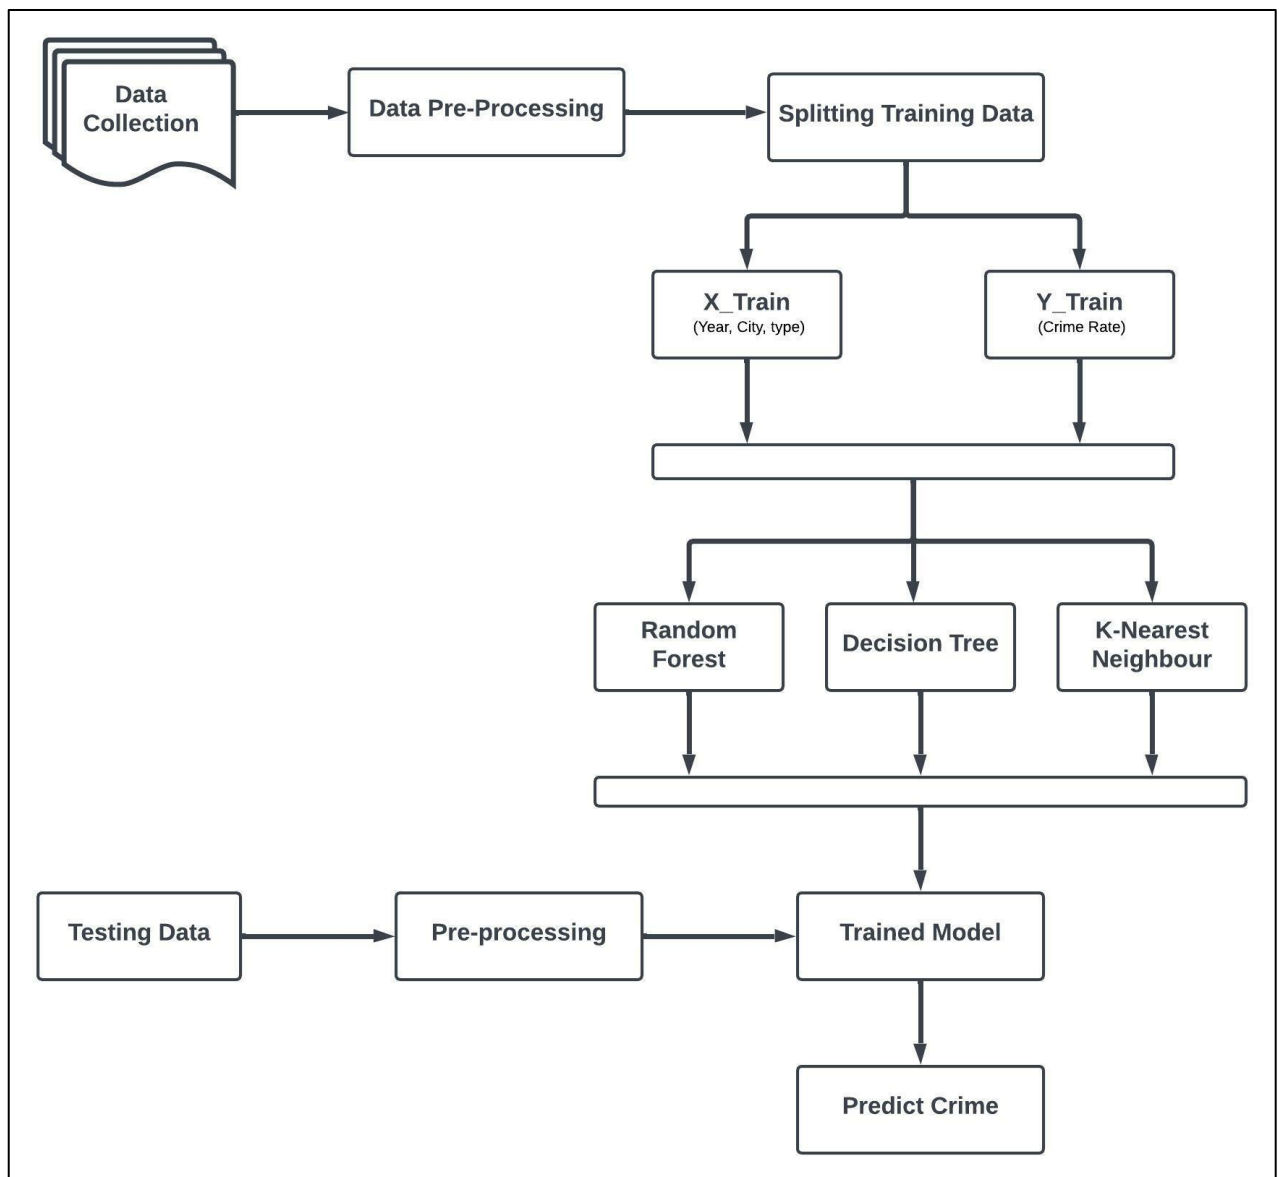 Data
Collection
Data Pre-Processing
Splitting Training Data
X_Train
(Year, City, type)
Y_Train
(Crime Rate)
Random
Forest
Decision Tree
K-Nearest
Neighbour
Testing Data
Pre-processing
Trained Model
Predict Crime